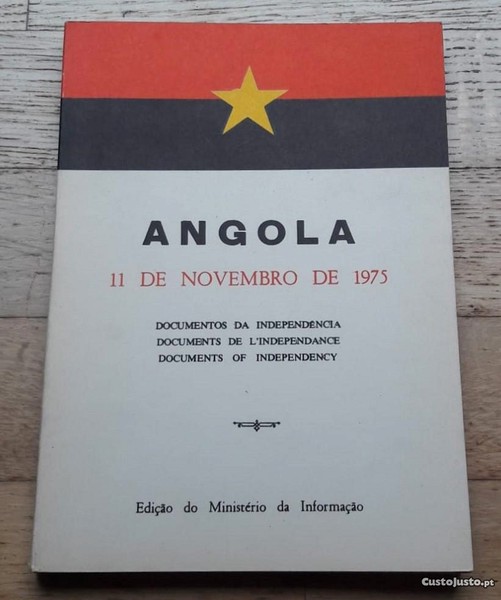 ANGOLA
11 DE NOVEMBRO DE 1975
DOCUMENTOS DA INDEPENDÊNCIA
DOCUMENTS DE L'INDEPENDANCE
DOCUMENTS OF INDEPENDENCY
Edição do Ministério da Informação
CustoJusto.pt